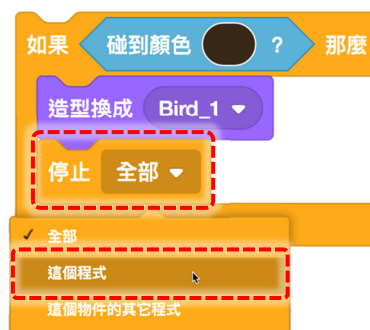 如果 碰到顏色 ? 那麼
造型換成 Bird_1
停止 全部
✓ 全部
這個程式
這個物件的其它程式